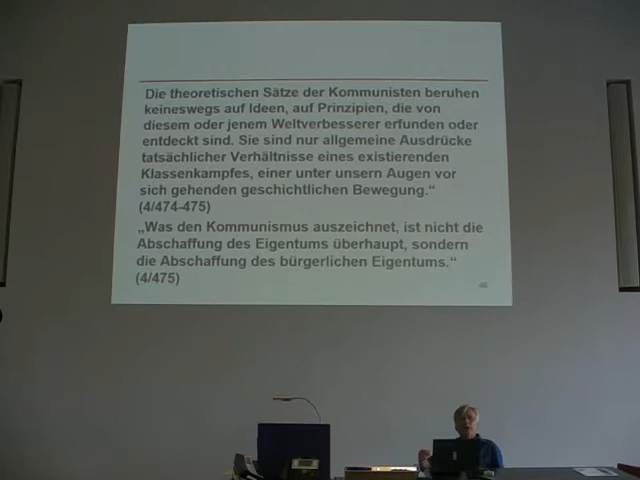 Die theoretischen Sätze der Kommunisten beruhen
keineswegs auf Ideen, auf Prinzipien, die von
diesem oder jenem Weltverbesserer erfunden oder
entdeckt sind. Sie sind nur allgemeine Ausdrücke
tatsächlicher Verhältnisse eines existierenden
Klassenkampfes, einer unter unsern Augen vor
sich gehenden geschichtlichen Bewegung.“
(4/474-475)
„Was den Kommunismus auszeichnet, ist nicht die
Abschaffung des Eigentums überhaupt, sondern
die Abschaffung des bürgerlichen Eigentums.“
(4/475)
46